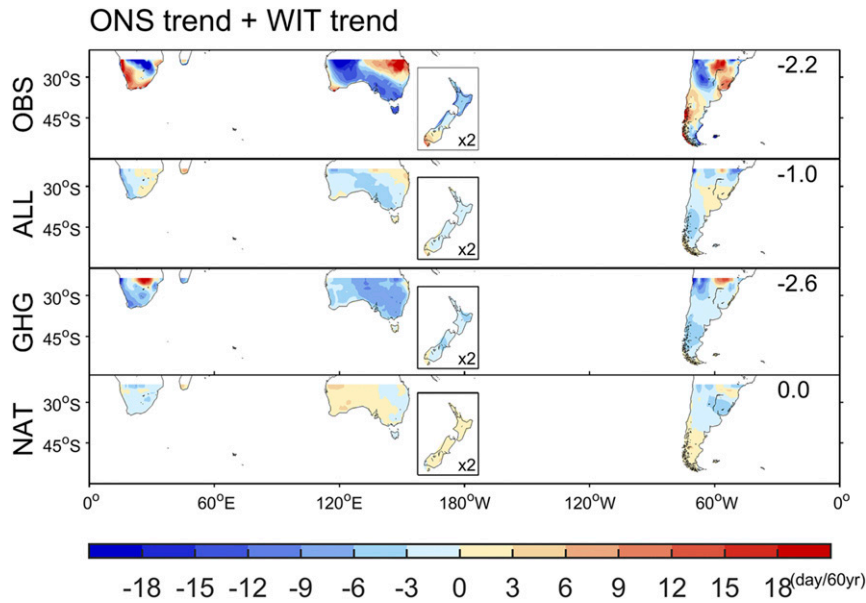 ONS trend + WIT trend
OBS
30°S
45°S
x2
-2.2
ALL
30°S
45°S
x2
-1.0
GHG
30°S
45°S
x2
-2.6
NAT
30°S
45°S
x2
0.0
0° 60°E 120°E 180°W 120°W 60°W 0°
-18 -15 -12 -9 -6 -3 0 3 6 9 12 15 18 (day/60yr)